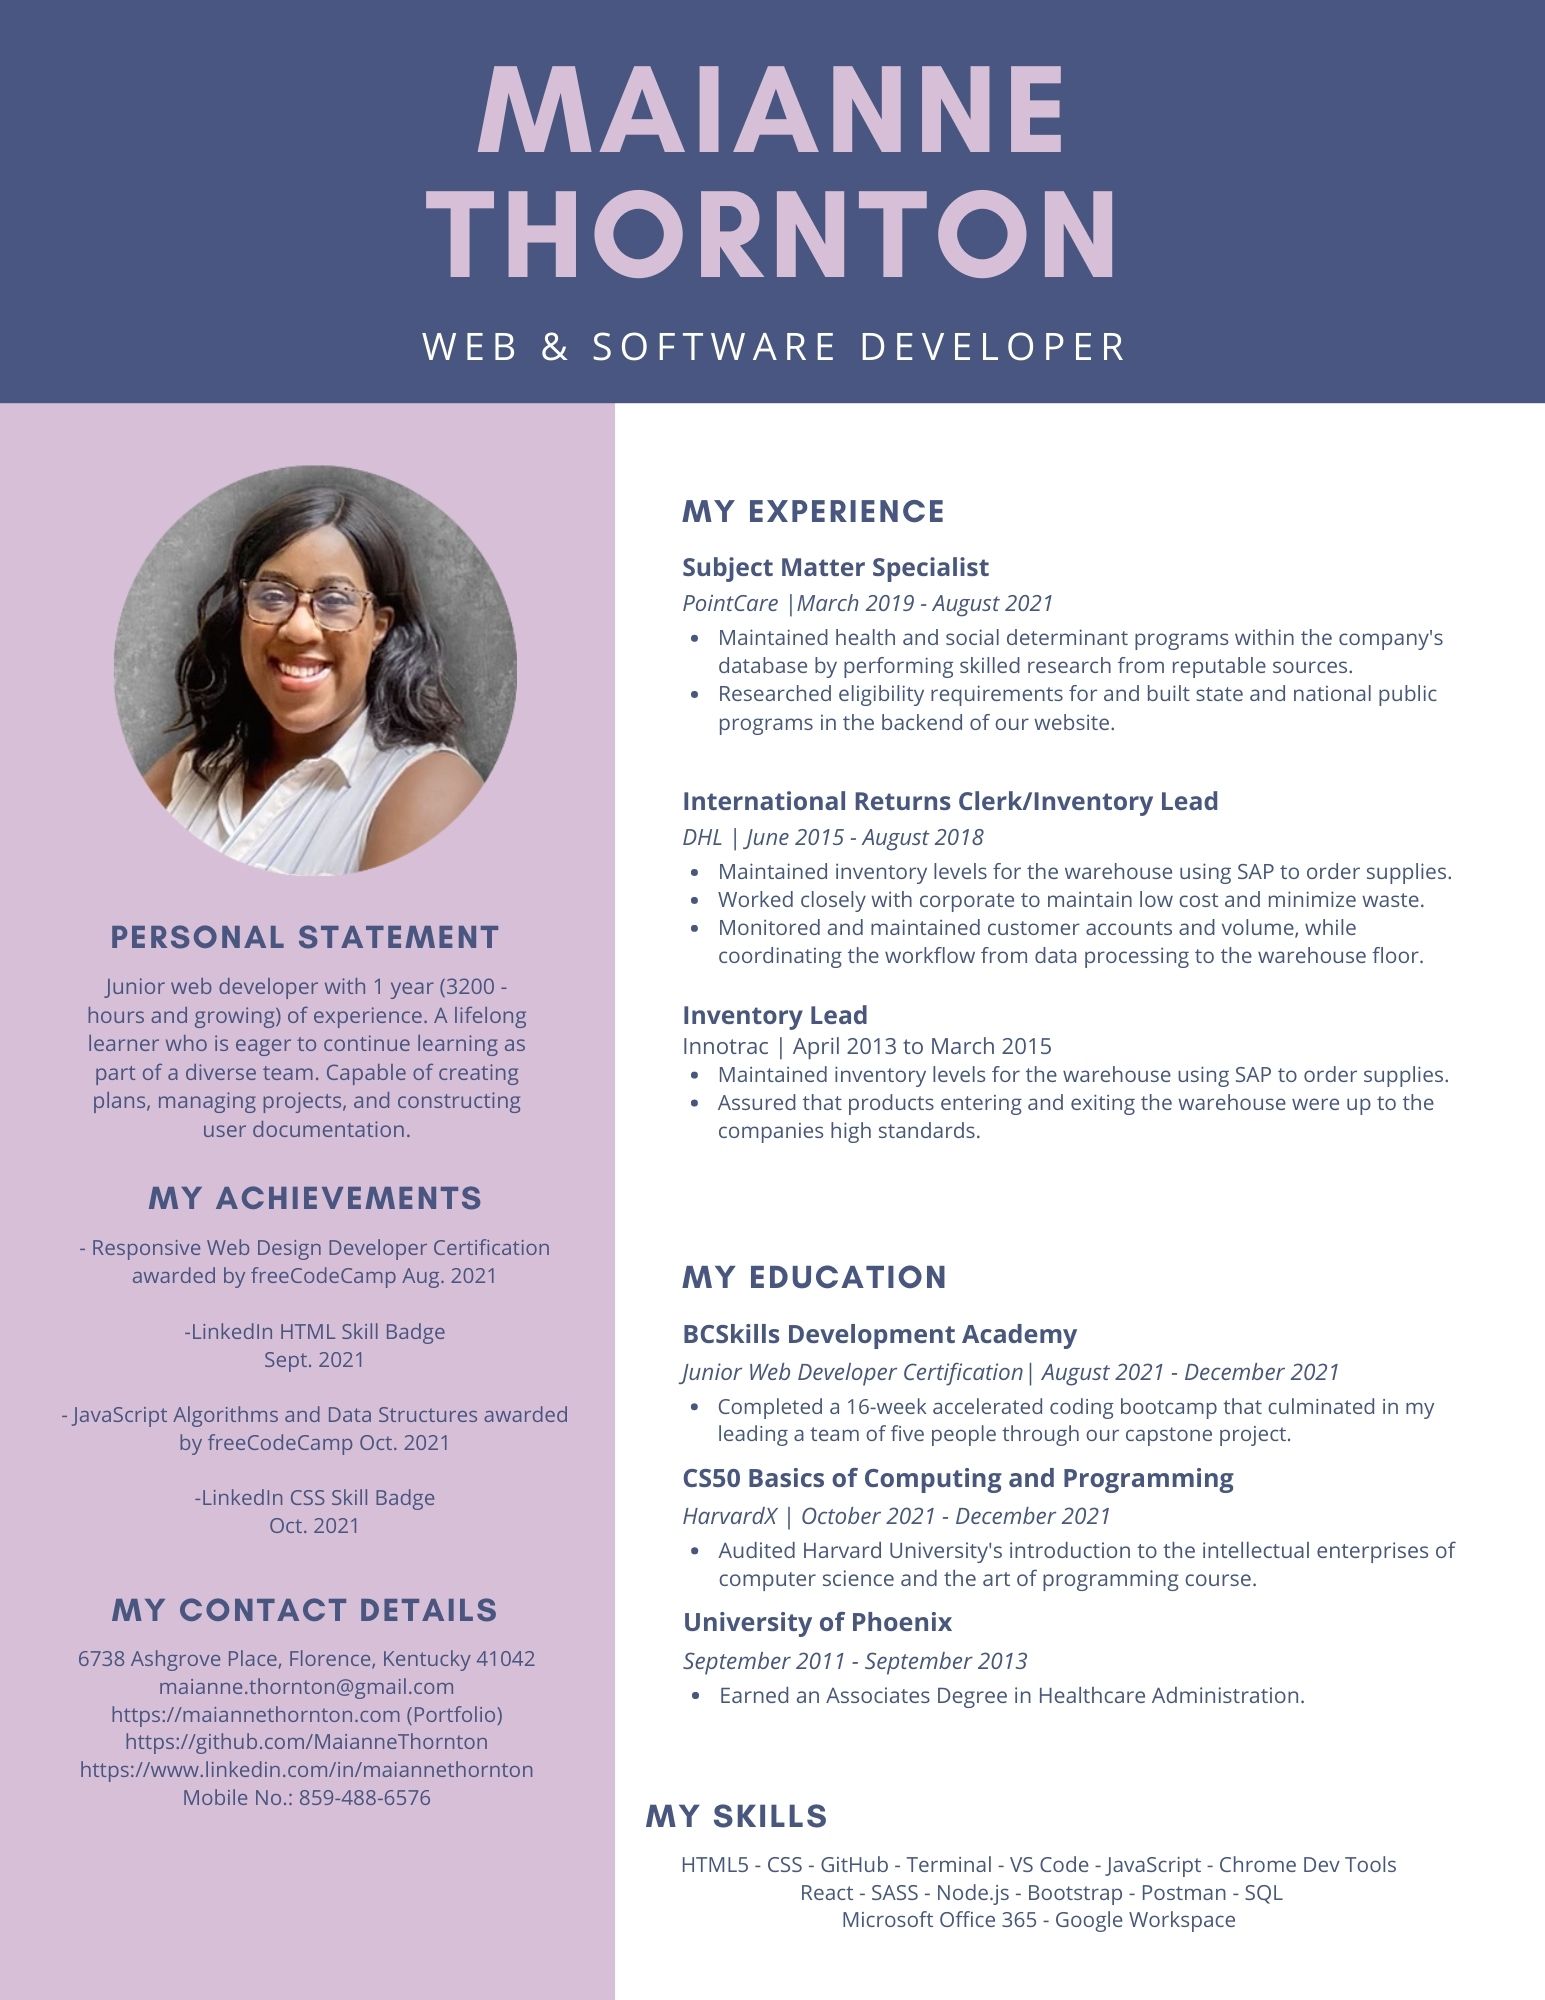 MAIANNE
THORNTON
WEB & SOFTWARE DEVELOPER
PERSONAL STATEMENT
Junior web developer with 1 year (3200 -
hours and growing) of experience. A lifelong
learner who is eager to continue learning as
part of a diverse team. Capable of creating
plans, managing projects, and constructing
user documentation.
MY ACHIEVEMENTS
- Responsive Web Design Developer Certification
awarded by freeCodeCamp Aug. 2021
-LinkedIn HTML Skill Badge
Sept. 2021
- JavaScript Algorithms and Data Structures awarded
by freeCodeCamp Oct. 2021
-LinkedIn CSS Skill Badge
Oct. 2021
MY CONTACT DETAILS
6738 Ashgrove Place, Florence, Kentucky 41042
maianne.thornton@gmail.com
https://maiannethornton.com (Portfolio)
https://github.com/MaianneThornton
https://www.linkedin.com/in/maiannethornton
Mobile No.: 859-488-6576
MY EXPERIENCE
Subject Matter Specialist
PointCare |March 2019 - August 2021
• Maintained health and social determinant programs within the company's
database by performing skilled research from reputable sources.
• Researched eligibility requirements for and built state and national public
programs in the backend of our website.
International Returns Clerk/Inventory Lead
DHL | June 2015 - August 2018
• Maintained inventory levels for the warehouse using SAP to order supplies.
• Worked closely with corporate to maintain low cost and minimize waste.
• Monitored and maintained customer accounts and volume, while
coordinating the workflow from data processing to the warehouse floor.
Inventory Lead
Innotrac | April 2013 to March 2015
• Maintained inventory levels for the warehouse using SAP to order supplies.
• Assured that products entering and exiting the warehouse were up to the
companies high standards.
MY EDUCATION
BCSkills Development Academy
Junior Web Developer Certification| August 2021 - December 2021
• Completed a 16-week accelerated coding bootcamp that culminated in my
leading a team of five people through our capstone project.
CS50 Basics of Computing and Programming
HarvardX | October 2021 - December 2021
• Audited Harvard University's introduction to the intellectual enterprises of
computer science and the art of programming course.
University of Phoenix
September 2011 - September 2013
• Earned an Associates Degree in Healthcare Administration.
MY SKILLS
HTML5 - CSS - GitHub - Terminal - VS Code - JavaScript - Chrome Dev Tools
React - SASS - Node.js - Bootstrap - Postman - SQL
Microsoft Office 365 - Google Workspace